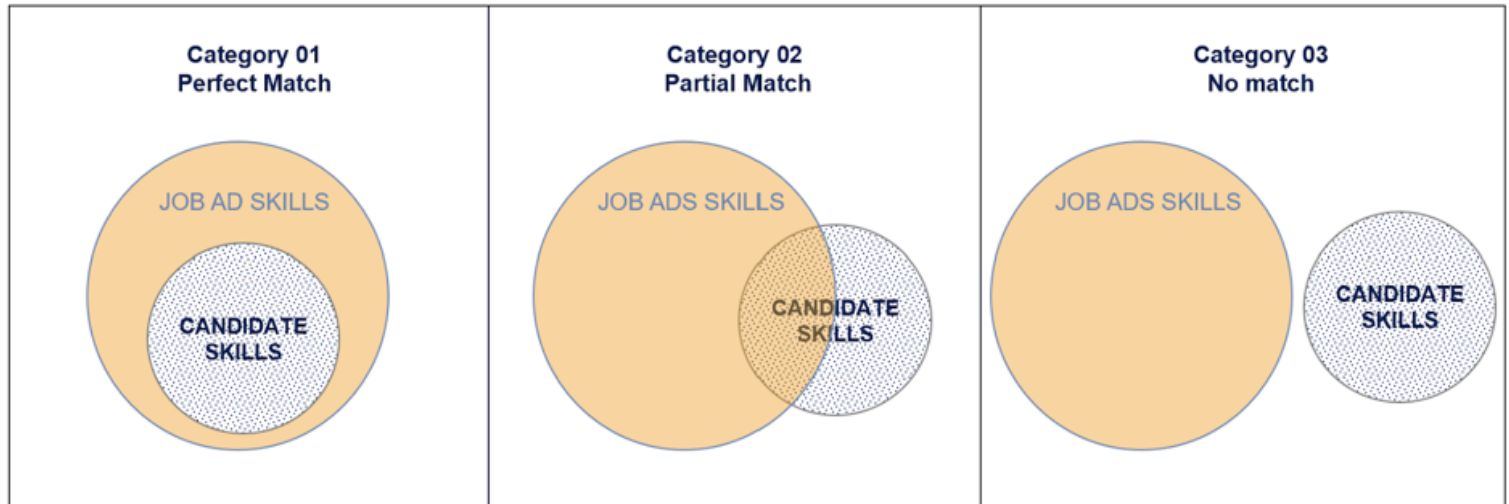 Category 01
Perfect Match
JOB AD SKILLS
CANDIDATE
SKILLS
Category 02
Partial Match
JOB ADS SKILLS
CANDIDATE
SKILLS
Category 03
No match
JOB ADS SKILLS
CANDIDATE
SKILLS